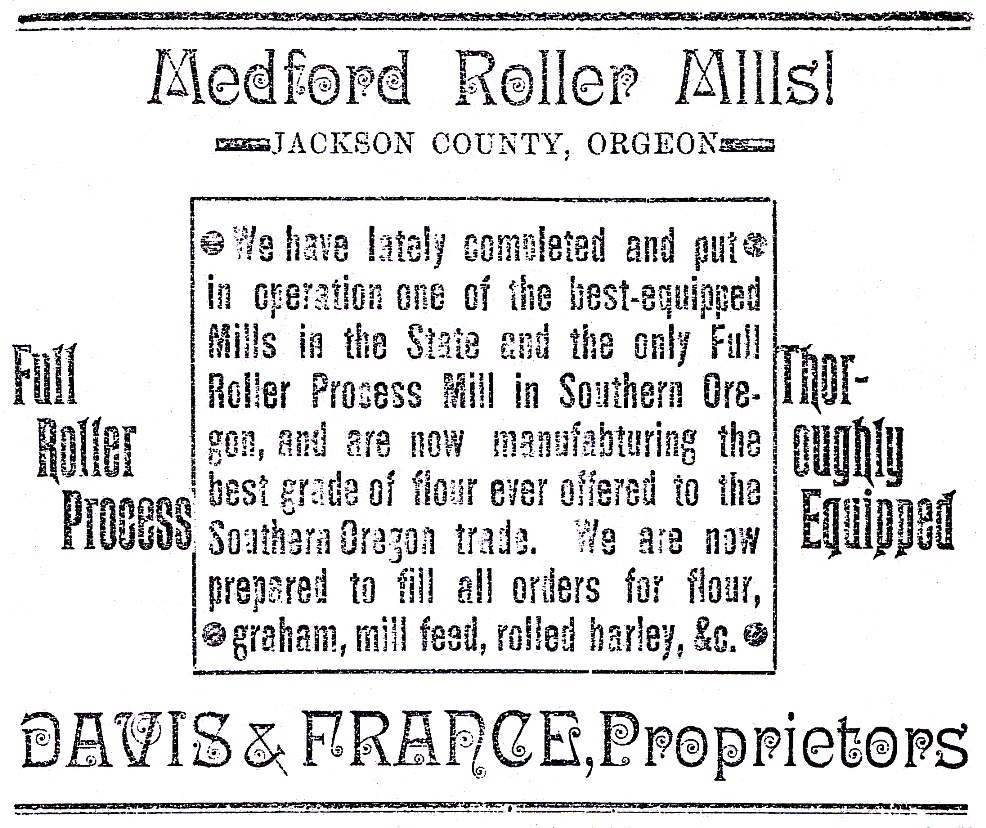 Medford Roller Mills!
JACKSON COUNTY, ORGEON
Full
Roller
Process
We have lately completed and put
in operation one of the best-equipped
Mills in the State and the only Full
Roller Process Mill in Southern Ore-
gon, and are now manufabturing the
best grade of flour ever offered to the
Southern Oregon trade. We are now
prepared to fill all orders for flour,
graham, mill feed, rolled barley, &c.
Thor-
oughly
Equipped
DAVIS & FRANCE, Proprietors